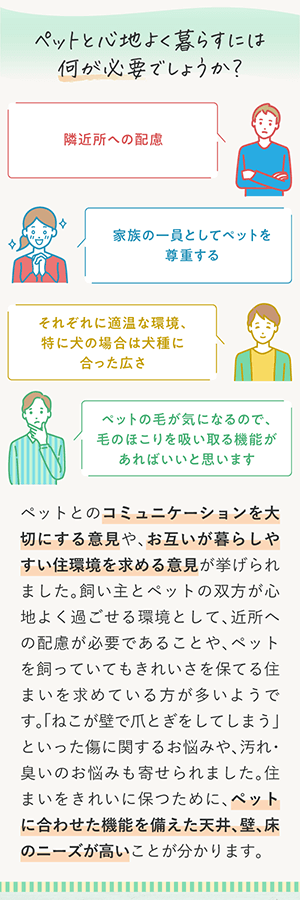 ペットと心地よく暮らすには
何が必要でしょうか？
隣近所への配慮
家族の一員としてペットを
尊重する
それぞれに適温な環境、
特に犬の場合は犬種に
合った広さ
ペットの毛が気になるので、
毛のほこりを吸い取る機能が
あればいいと思います
ペットとのコミュニケーションを大
切にする意見や、お互いが暮らしや
すい住環境を求める意見が挙げられ
ました。飼い主とペットの双方が心
地よく過ごせる環境として、近所へ
の配慮が必要であることや、ペット
を飼っていてもきれいさを保てる住
まいを求めている方が多いようで
す。「ねこが壁で爪とぎをしてしまう」
といった傷に関するお悩みや、汚れ・
臭いのお悩みも寄せられました。住
まいをきれいに保つために、ペット
に合わせた機能を備えた天井、壁、床
のニーズが高いことが分かります。